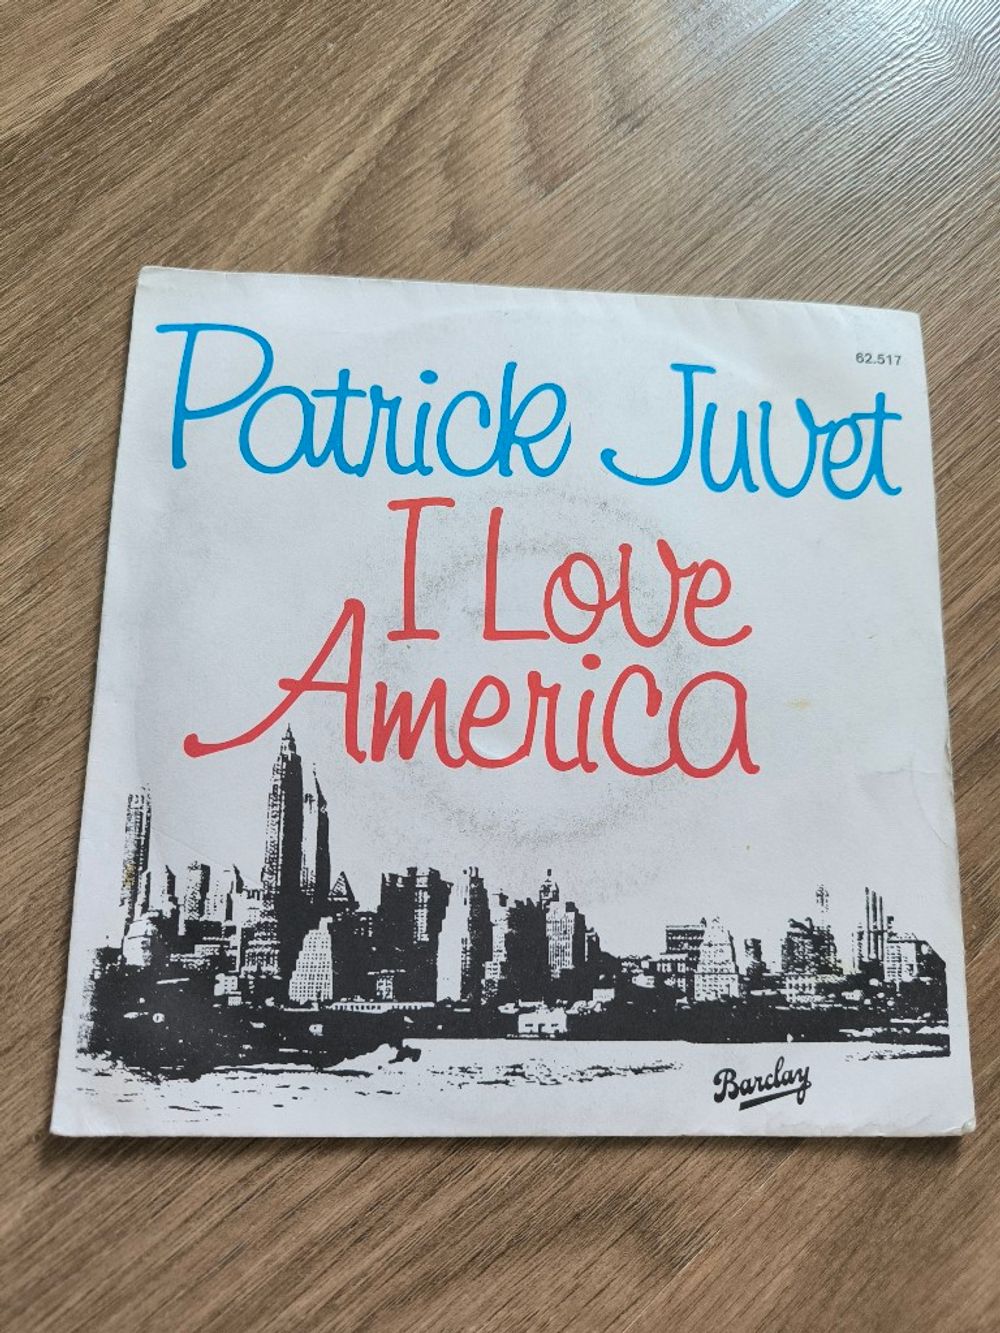 62.517
Patrick Juvet
I Love
America
Barclay